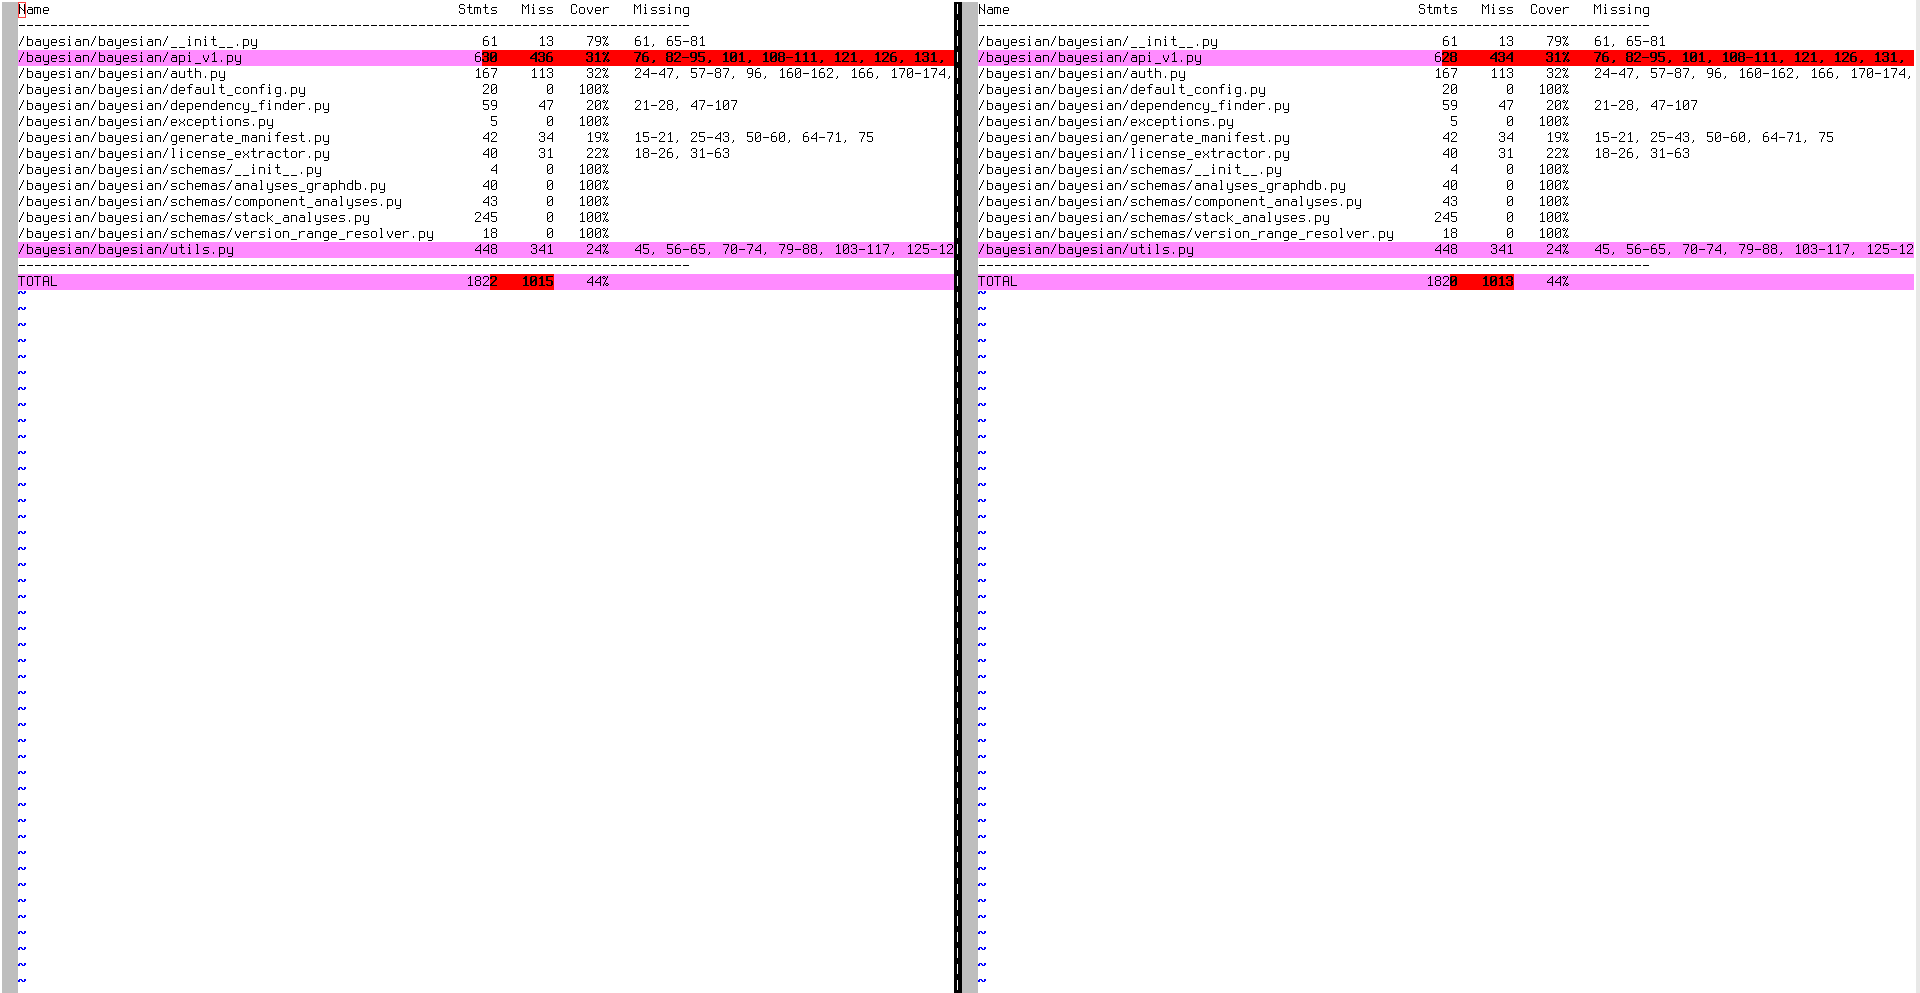 Name Stmts Miss Cover Missing
--------------------------------------------------------------------------------------
/bayesian/bayesian/__init__.py 61 13 79% 61, 65-81
/bayesian/bayesian/api_v1.py 630 436 31% 76, 82-95, 101, 108-111, 121, 126, 131,
/bayesian/bayesian/auth.py 167 113 32% 24-47, 57-87, 96, 160-162, 166, 170-174,
/bayesian/bayesian/default_config.py 20 0 100%
/bayesian/bayesian/dependency_finder.py 59 47 20% 21-28, 47-107
/bayesian/bayesian/exceptions.py 5 0 100%
/bayesian/bayesian/generate_manifest.py 42 34 19% 15-21, 25-43, 50-60, 64-71, 75
/bayesian/bayesian/license_extractor.py 40 31 22% 18-26, 31-63
/bayesian/bayesian/schemas/__init__.py 4 0 100%
/bayesian/bayesian/schemas/analyses_graphdb.py 40 0 100%
/bayesian/bayesian/schemas/component_analyses.py 43 0 100%
/bayesian/bayesian/schemas/stack_analyses.py 245 0 100%
/bayesian/bayesian/schemas/version_range_resolver.py 18 0 100%
/bayesian/bayesian/utils.py 448 341 24% 45, 56-65, 70-74, 79-88, 103-117, 125-12
--------------------------------------------------------------------------------------
TOTAL 1822 1015 44%
Name Stmts Miss Cover Missing
--------------------------------------------------------------------------------------
/bayesian/bayesian/__init__.py 61 13 79% 61, 65-81
/bayesian/bayesian/api_v1.py 628 434 31% 76, 82-95, 101, 108-111, 121, 126, 131,
/bayesian/bayesian/auth.py 167 113 32% 24-47, 57-87, 96, 160-162, 166, 170-174,
/bayesian/bayesian/default_config.py 20 0 100%
/bayesian/bayesian/dependency_finder.py 59 47 20% 21-28, 47-107
/bayesian/bayesian/exceptions.py 5 0 100%
/bayesian/bayesian/generate_manifest.py 42 34 19% 15-21, 25-43, 50-60, 64-71, 75
/bayesian/bayesian/license_extractor.py 40 31 22% 18-26, 31-63
/bayesian/bayesian/schemas/__init__.py 4 0 100%
/bayesian/bayesian/schemas/analyses_graphdb.py 40 0 100%
/bayesian/bayesian/schemas/component_analyses.py 43 0 100%
/bayesian/bayesian/schemas/stack_analyses.py 245 0 100%
/bayesian/bayesian/schemas/version_range_resolver.py 18 0 100%
/bayesian/bayesian/utils.py 448 341 24% 45, 56-65, 70-74, 79-88, 103-117, 125-12
--------------------------------------------------------------------------------------
TOTAL 1820 1013 44%